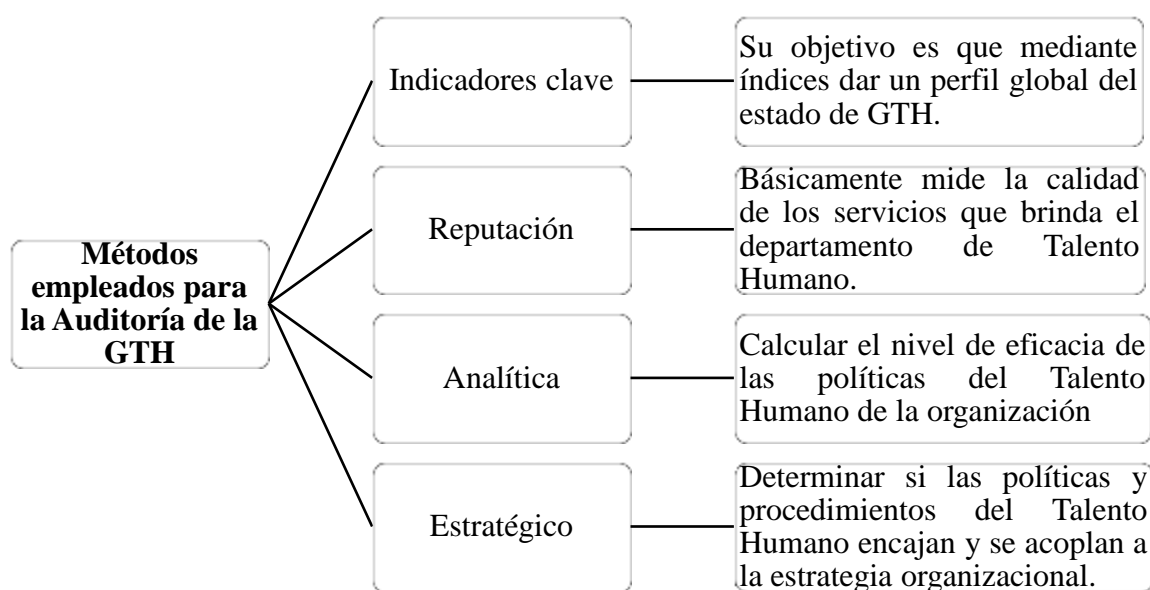 Métodos
empleados para
la Auditoría de la
GTH
Indicadores clave
Su objetivo es que mediante
índices dar un perfil global del
estado de GTH.
Reputación
Básicamente mide la calidad
de los servicios que brinda el
departamento de Talento
Humano.
Analítica
Calcular el nivel de eficacia de
las políticas del Talento
Humano de la organización
Estratégico
Determinar si las políticas y
procedimientos del Talento
Humano encajan y se acoplan a
la estrategia organizacional.